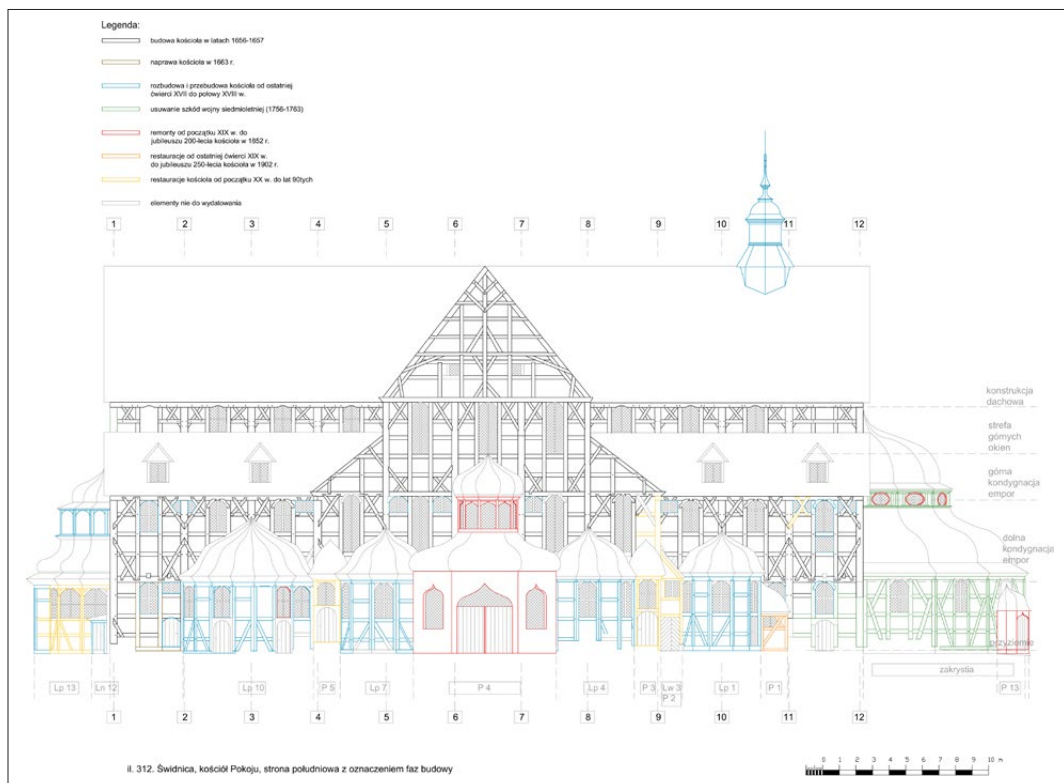 Legenda:
budowa kościoła w latach 1656-1657
naprawa kościoła w 1663 r.
rozbudowa i przebudowa kościoła od ostatniej
ćwierci XVII do połowy XVIII w.
usuwanie szkód wojny siedmioletniej (1756-1763)
remonty od początku XIX w. do
jubileuszu 200-lecia kościoła w 1852 r.
restauracje od ostatniej ćwierci XIX w.
do jubileuszu 250-lecia kościoła w 1902 r.
restauracje kościoła od początku XX w. do lat 90tych
elementy nie do wydatowania
1 2 3 4 5 6 7 8 9 10 11 12
konstrukcja
dachowa
strefa
górnych
okien
górna
kondygnacja
empor
dolna
kondygnacja
empor
przyziemie
zakrystia
Lp 13 Ln 12 Lp 10 P 5 Lp 7 P 4 Lp 4 P 3 Lw 3 Lp 1 P 1 P 13
P 2
1 2 3 4 5 6 7 8 9 10 11 12
il. 312. Świdnica, kościół Pokoju, strona południowa z oznaczeniem faz budowy
0 1 2 3 4 5 6 7 8 9 10 m